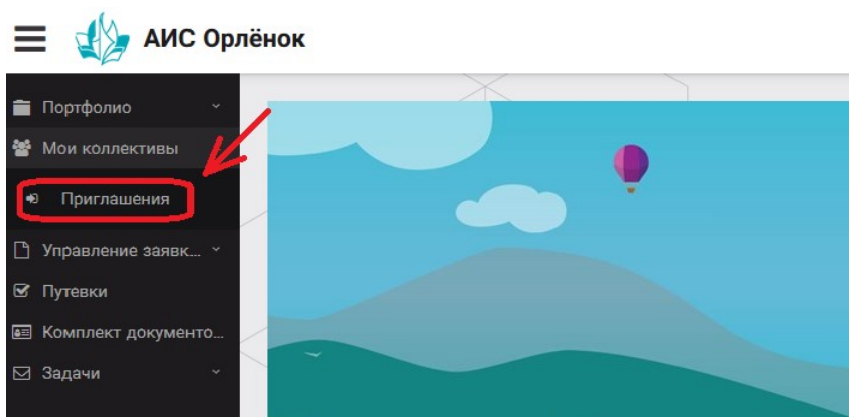 АИС Орлёнок
Портфолио
Мои коллективы
Приглашения
Управление заявк...
Путевки
Комплект документо...
Задачи